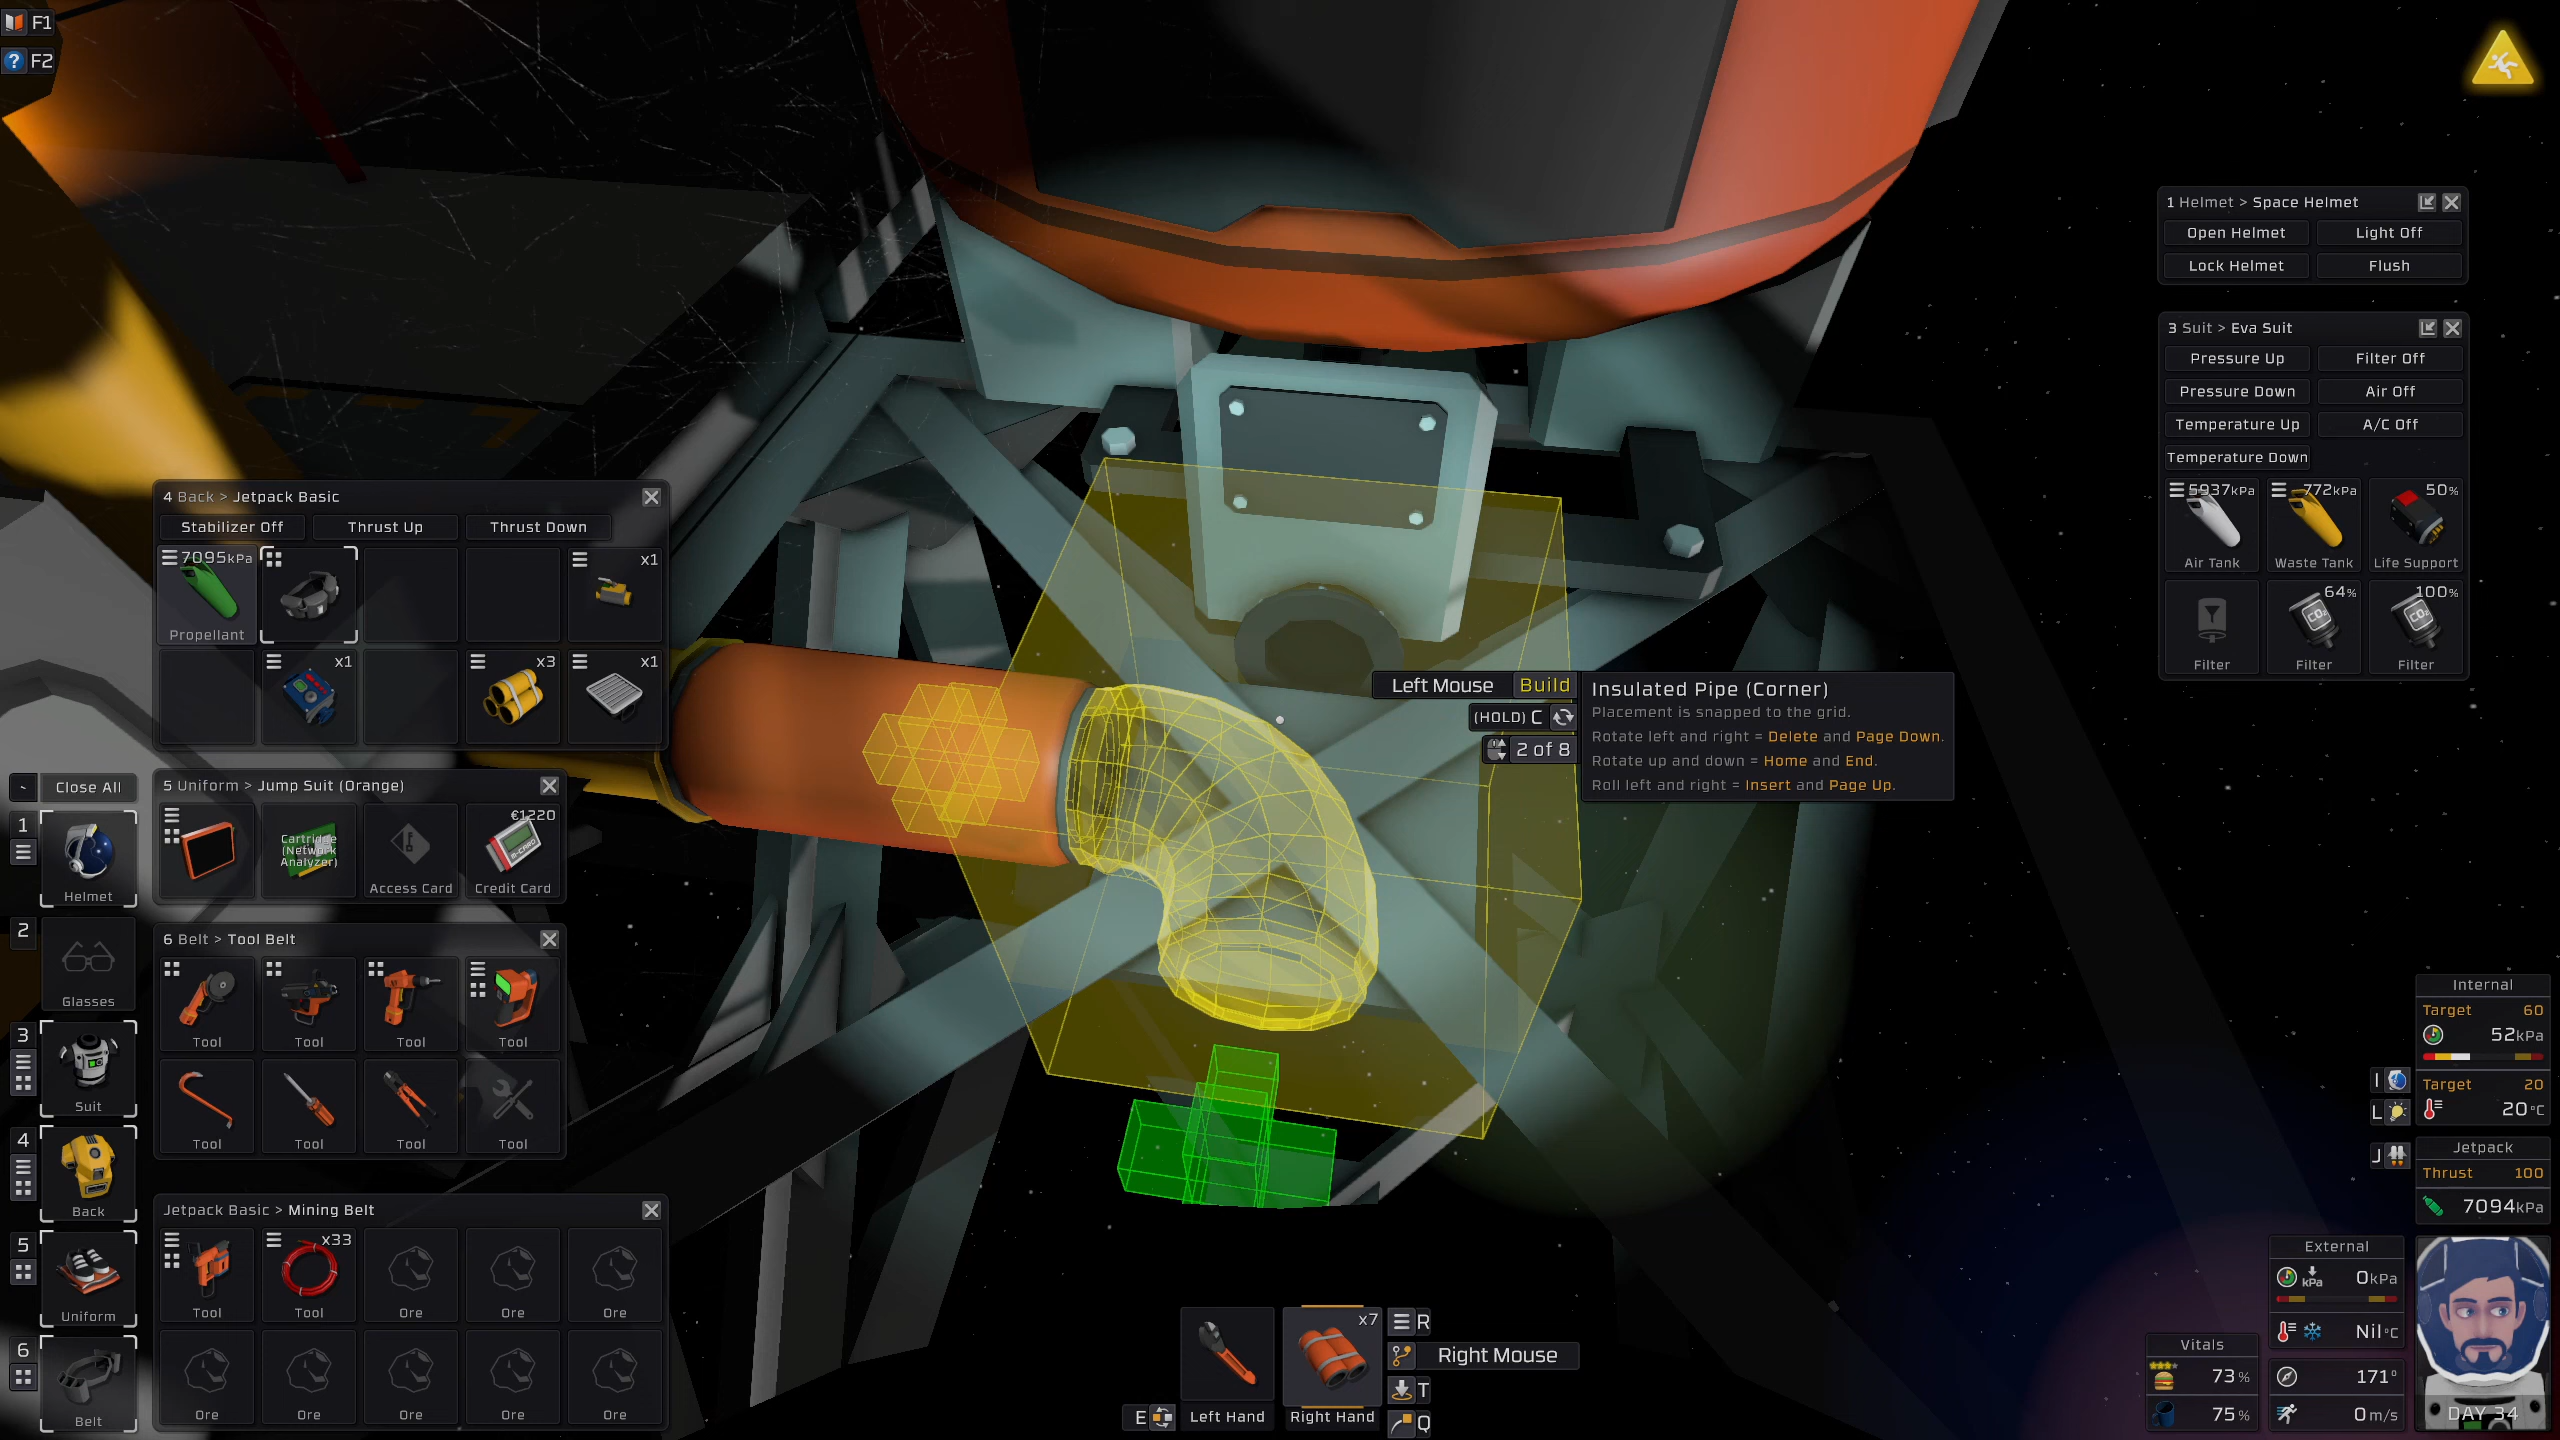 F1
F2
1 Helmet > Space Helmet
Open Helmet
Light Off
Lock Helmet
Flush
3 Suit > Eva Suit
Pressure Up
Filter Off
Pressure Down
Air Off
Temperature Up
A/C Off
Temperature Down
5937kPa
772kPa
50%
Air Tank
Waste Tank
Life Support
64%
100%
CO₂
CO₂
Filter
Filter
Filter
4 Back > Jetpack Basic
Stabilizer Off
Thrust Up
Thrust Down
7095kPa
x1
Propellant
x1
x3
x1
Left Mouse
Build
(HOLD) C
2 of 8
Insulated Pipe (Corner)
Placement is snapped to the grid.
Rotate left and right = Delete and Page Down.
Rotate up and down = Home and End.
Roll left and right = Insert and Page Up.
~
Close All
5 Uniform > Jump Suit (Orange)
Cartridge
(Network
Analyzer)
€1220
Access Card
Credit Card
1
Helmet
2
Glasses
3
Suit
4
Back
5
Uniform
6
Belt
6 Belt > Tool Belt
Tool
Tool
Tool
Tool
Tool
Tool
Tool
Tool
Jetpack Basic > Mining Belt
x33
Tool
Tool
Ore
Ore
Ore
Ore
Ore
Ore
Ore
Ore
x7
R
Right Mouse
T
E
Left Hand
Right Hand
Q
Internal
Target 60
52kPa
I
Target 20
L
20°C
Jetpack
J
Thrust 100
7094kPa
External
kPa
0kPa
Nil°C
Vitals
73%
171°
75%
0m/s
DAY 34